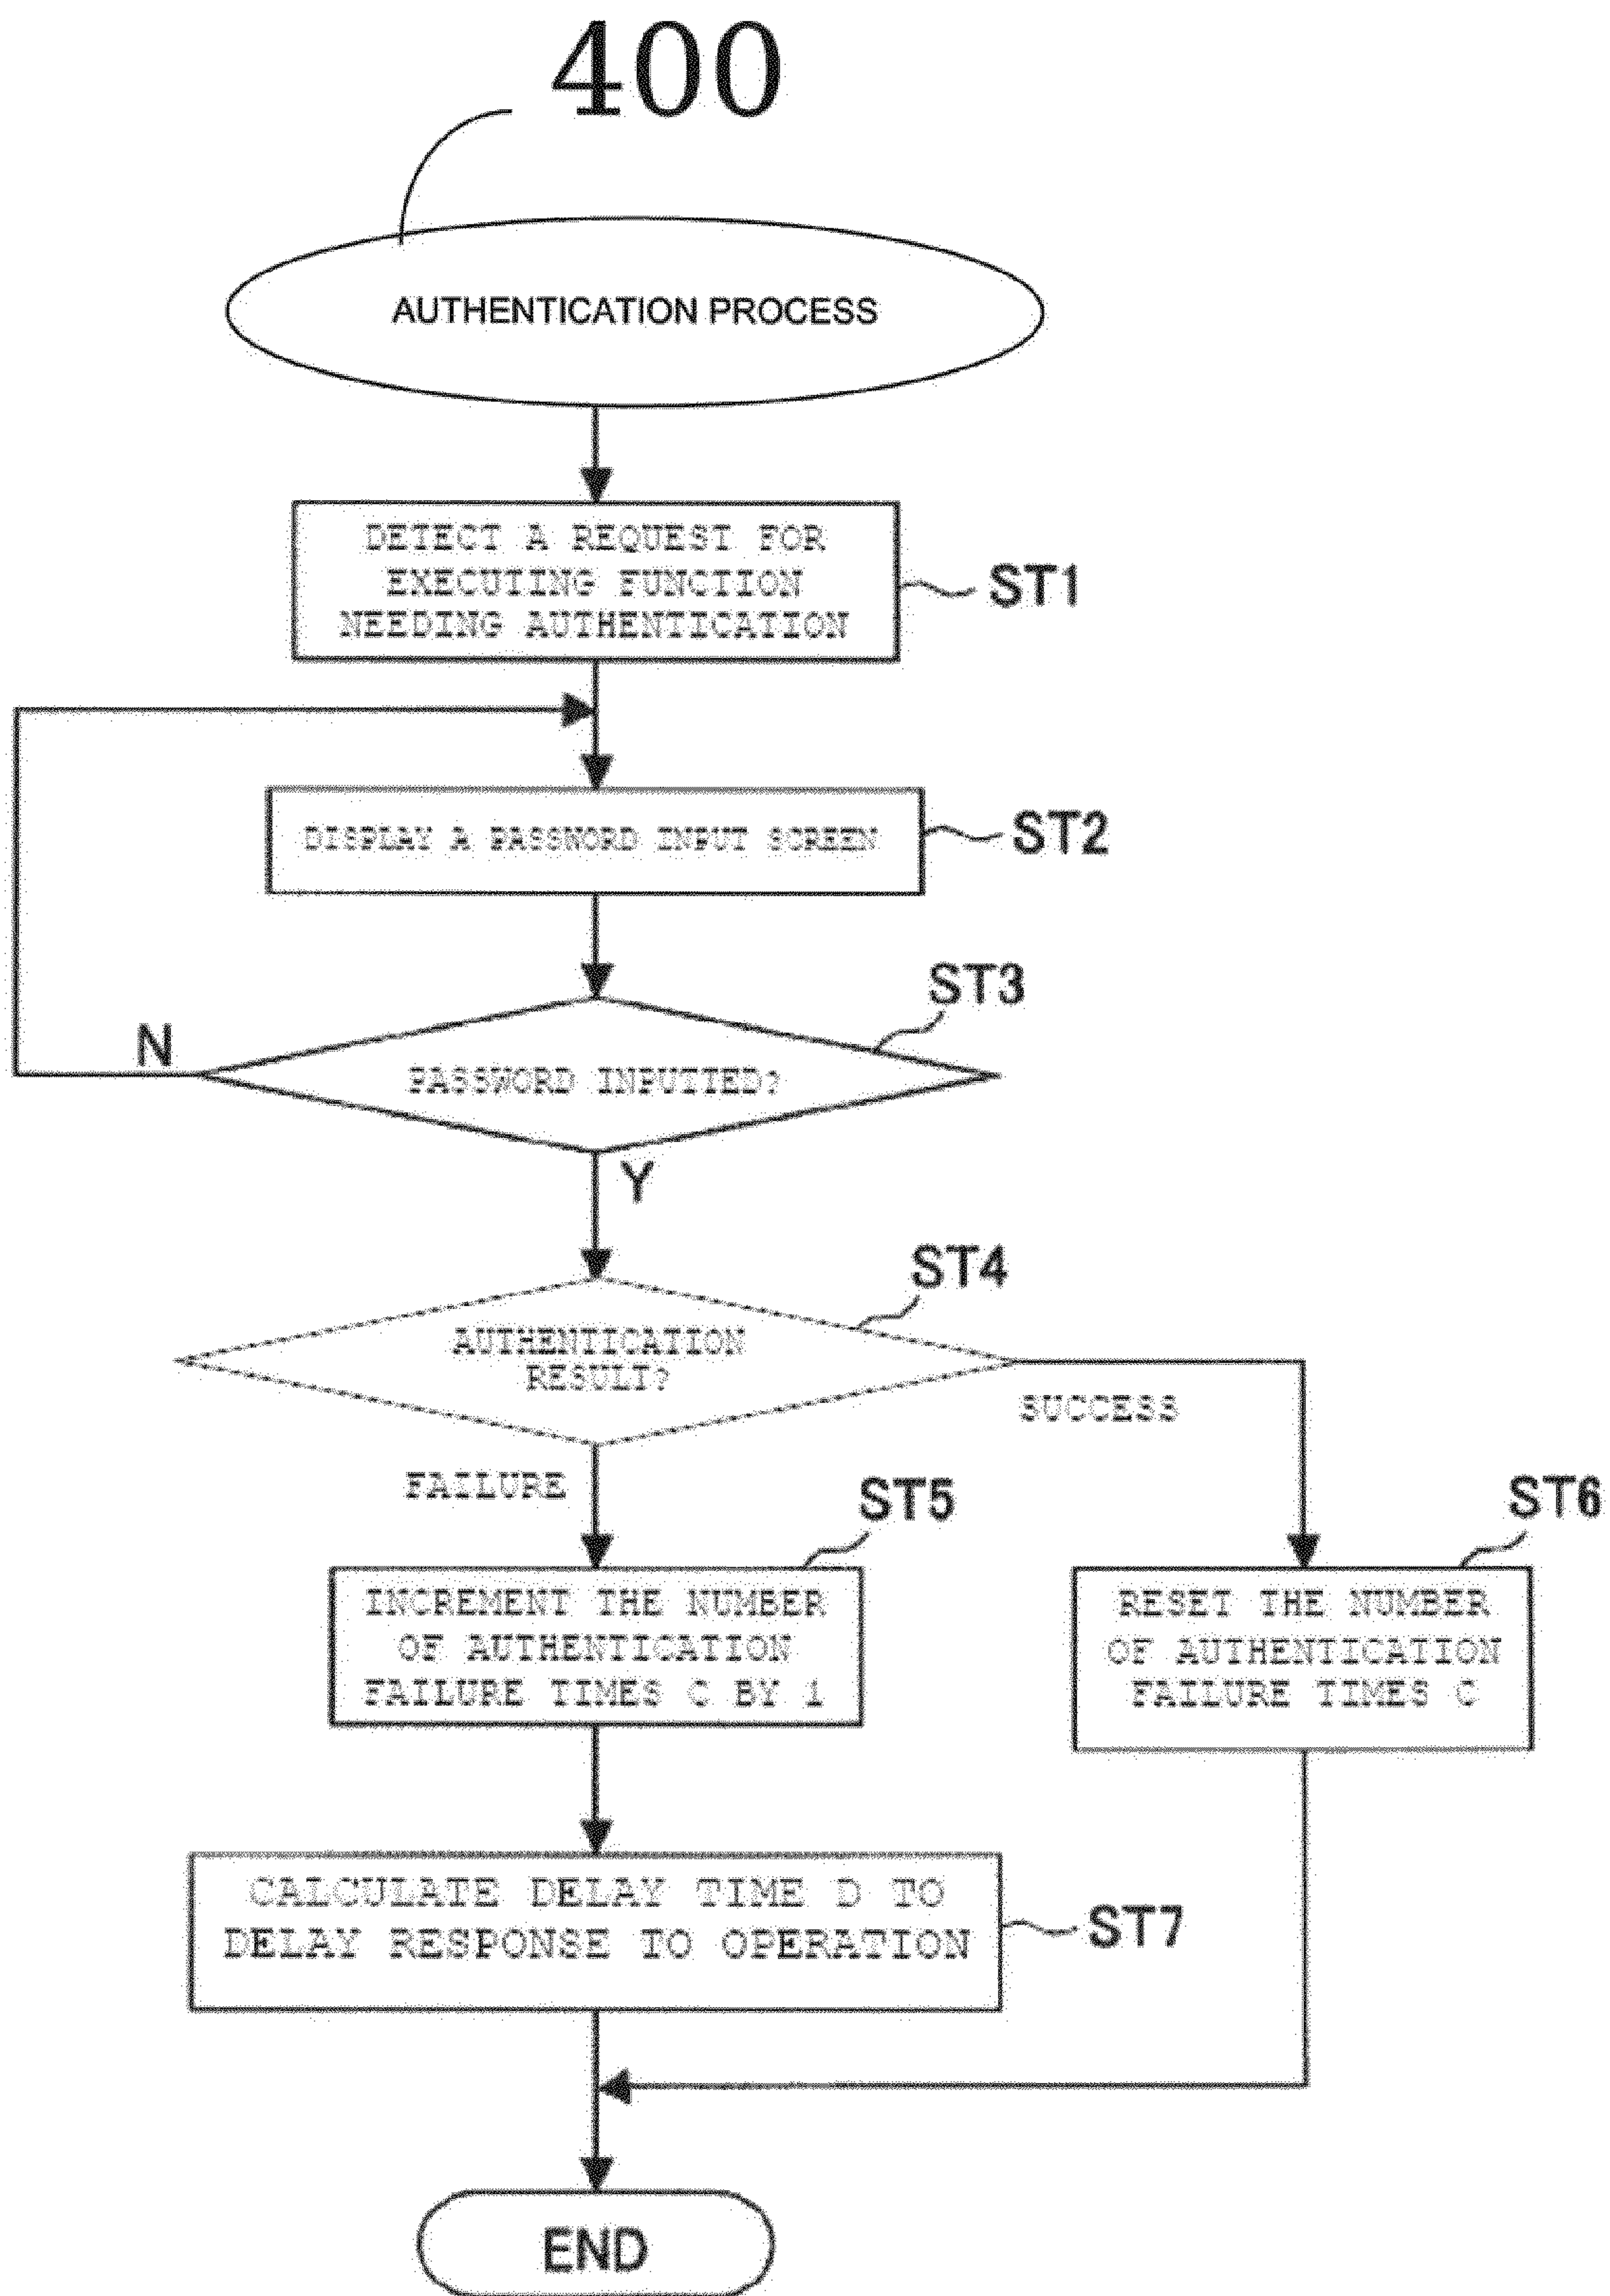 400
AUTHENTICATION PROCESS
DETECT A REQUEST FOR
EXECUTING FUNCTION
NEEDING AUTHENTICATION
ST1
DISPLAY A PASSWORD INPUT SCREEN
ST2
ST3
N
PASSWORD INPUTTED?
Y
ST4
AUTHENTICATION
RESULT?
SUCCESS
FAILURE
ST5
INCREMENT THE NUMBER
OF AUTHENTICATION
FAILURE TIMES C BY 1
ST6
RESET THE NUMBER
OF AUTHENTICATION
FAILURE TIMES C
CALCULATE DELAY TIME D TO
DELAY RESPONSE TO OPERATION
ST7
END